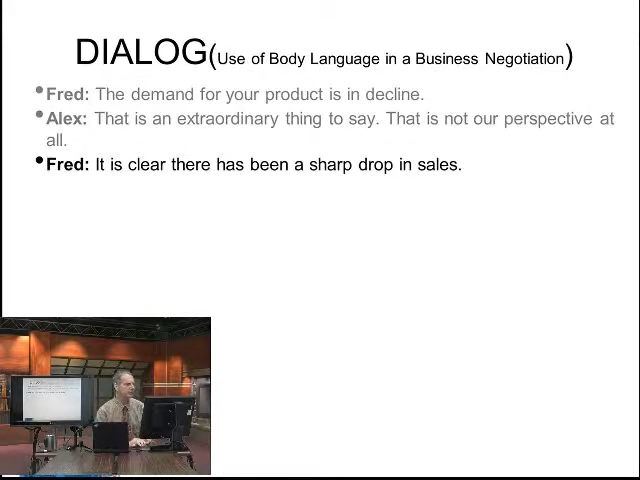 DIALOG(Use of Body Language in a Business Negotiation)
•Fred: The demand for your product is in decline.
•Alex: That is an extraordinary thing to say. That is not our perspective at
all.
•Fred: It is clear there has been a sharp drop in sales.